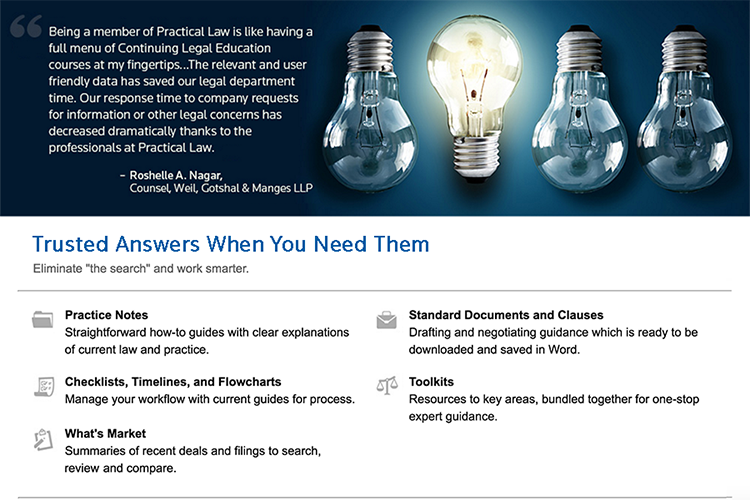 “
Being a member of Practical Law is like having a
full menu of Continuing Legal Education
courses at my fingertips...The relevant and user
friendly data has saved our legal department
time. Our response time to company requests
for information or other legal concerns has
decreased dramatically thanks to the
professionals at Practical Law.
– Roshelle A. Nagar,
Counsel, Weil, Gotshal & Manges LLP
Trusted Answers When You Need Them
Eliminate "the search" and work smarter.
Practice Notes
Straightforward how-to guides with clear explanations
of current law and practice.
Checklists, Timelines, and Flowcharts
Manage your workflow with current guides for process.
What's Market
Summaries of recent deals and filings to search,
review and compare.
Standard Documents and Clauses
Drafting and negotiating guidance which is ready to be
downloaded and saved in Word.
Toolkits
Resources to key areas, bundled together for one-stop
expert guidance.